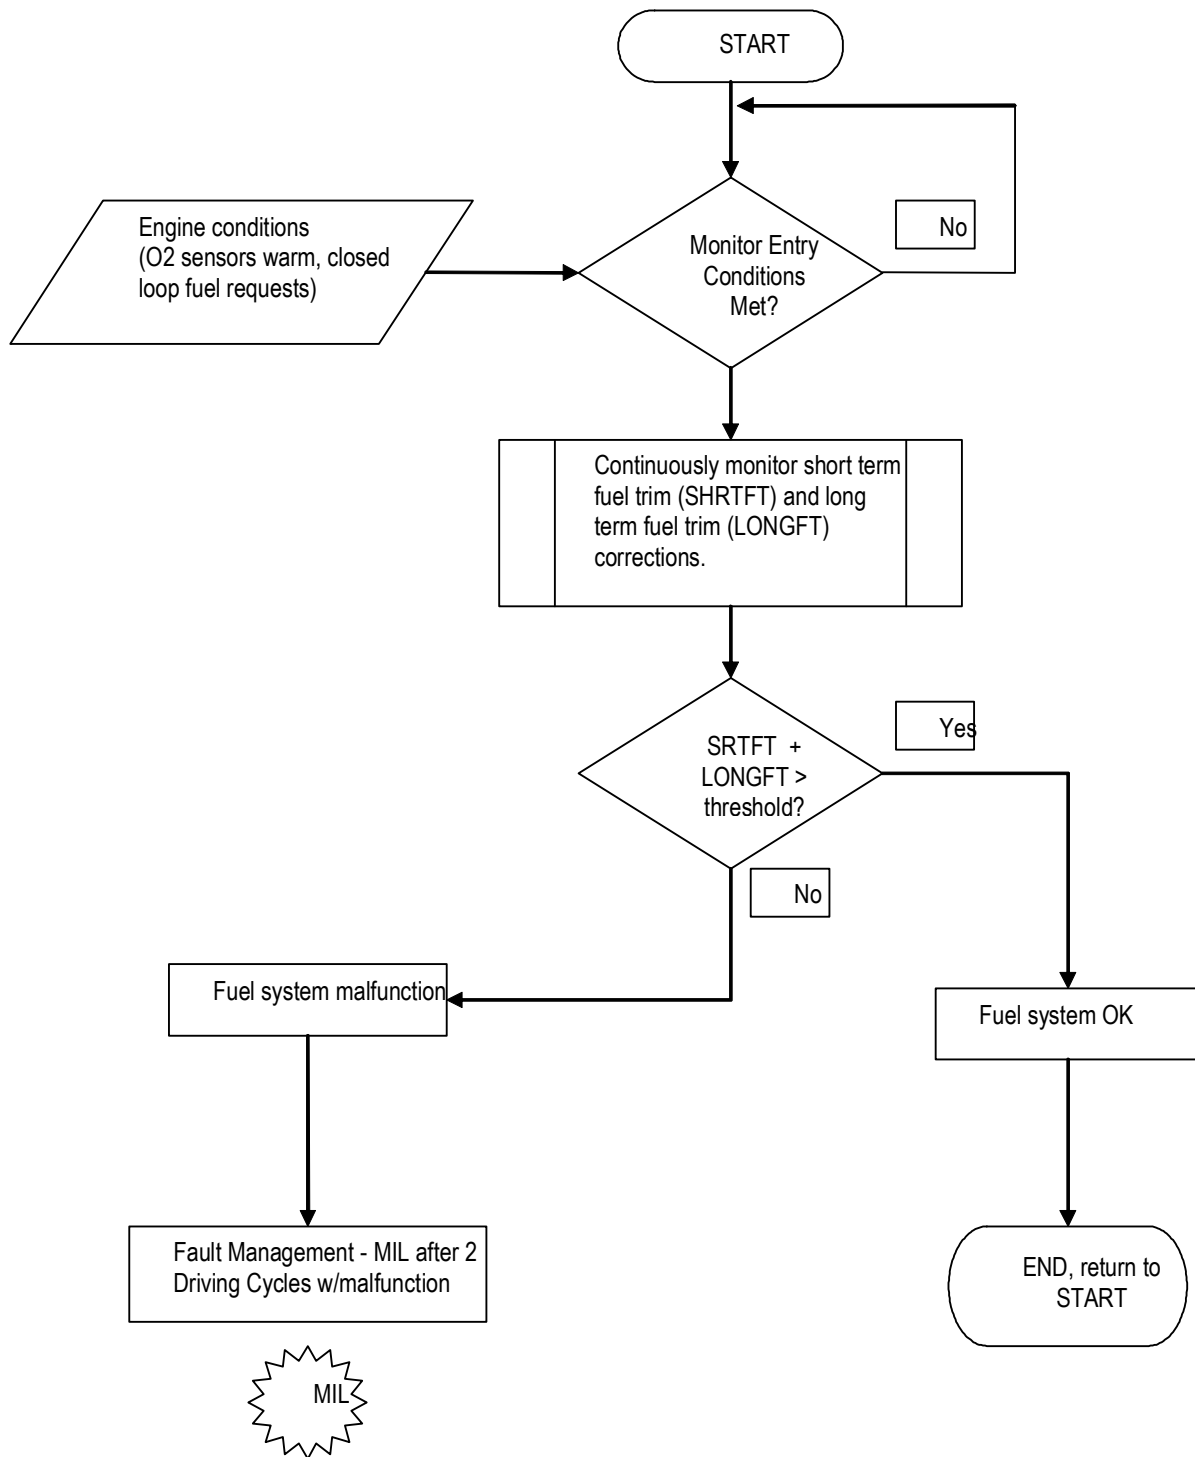 START
No
Engine conditions
(O2 sensors warm, closed
loop fuel requests)
Monitor Entry
Conditions
Met?
Continuously monitor short term
fuel trim (SHRTFT) and long
term fuel trim (LONGFT)
corrections.
Yes
SRTFT +
LONGFT >
threshold?
No
Fuel system malfunction
Fuel system OK
Fault Management - MIL after 2
Driving Cycles w/malfunction
END, return to
START
MIL